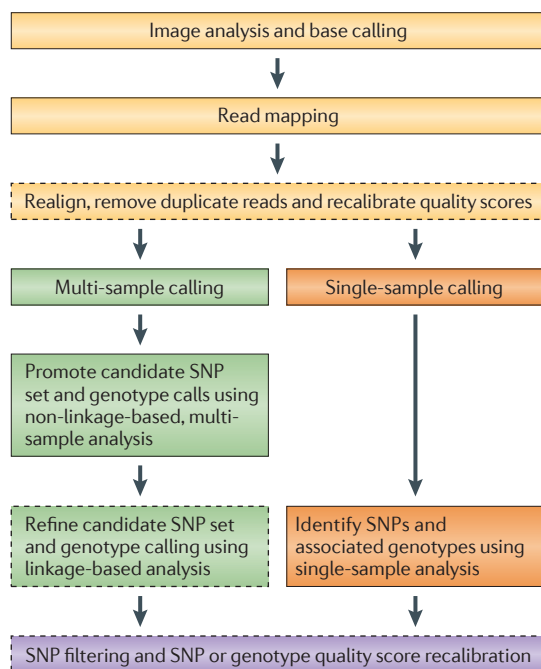 Image analysis and base calling
Read mapping
Realign, remove duplicate reads and recalibrate quality scores
Multi-sample calling
Single-sample calling
Promote candidate SNP
set and genotype calls using
non-linkage-based, multi-
sample analysis
Refine candidate SNP set
and genotype calling using
linkage-based analysis
Identify SNPs and
associated genotypes using
single-sample analysis
SNP filtering and SNP or genotype quality score recalibration